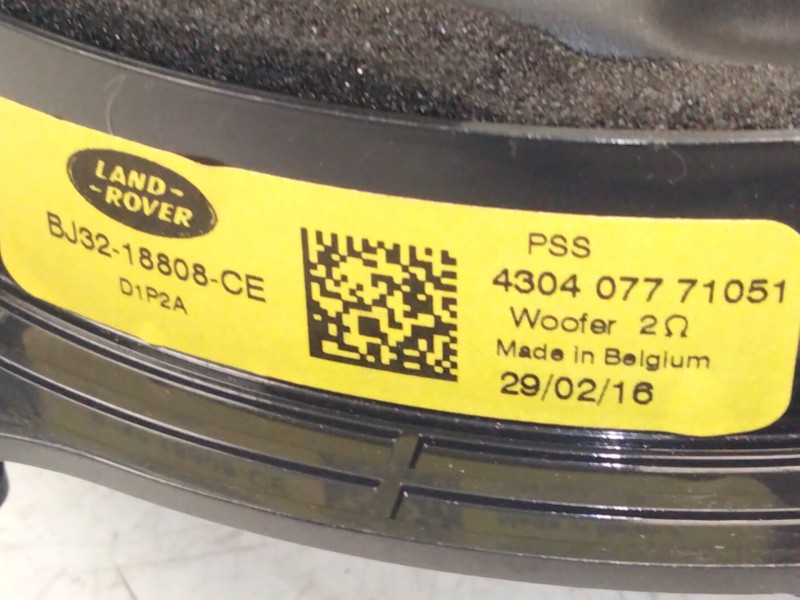 LAND-
-ROVER
BJ32-18808-CE
D1P2A
PSS
4304 077 71051
Woofer 2Ω
Made in Belgium
29/02/16